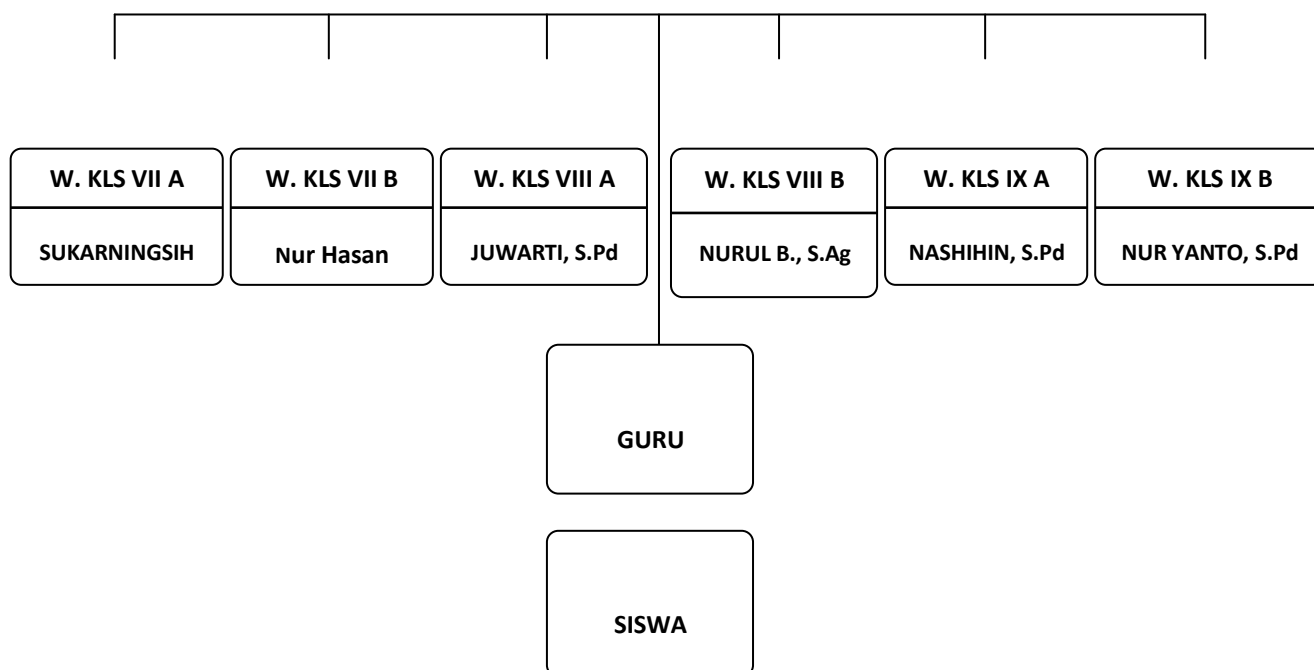 W. KLS VII A
SUKARNINGSIH
W. KLS VII B
Nur Hasan
W. KLS VIII A
JUWARTI, S.Pd
W. KLS VIII B
NURUL B., S.Ag
W. KLS IX A
NASHIHIN, S.Pd
W. KLS IX B
NUR YANTO, S.Pd
GURU
SISWA